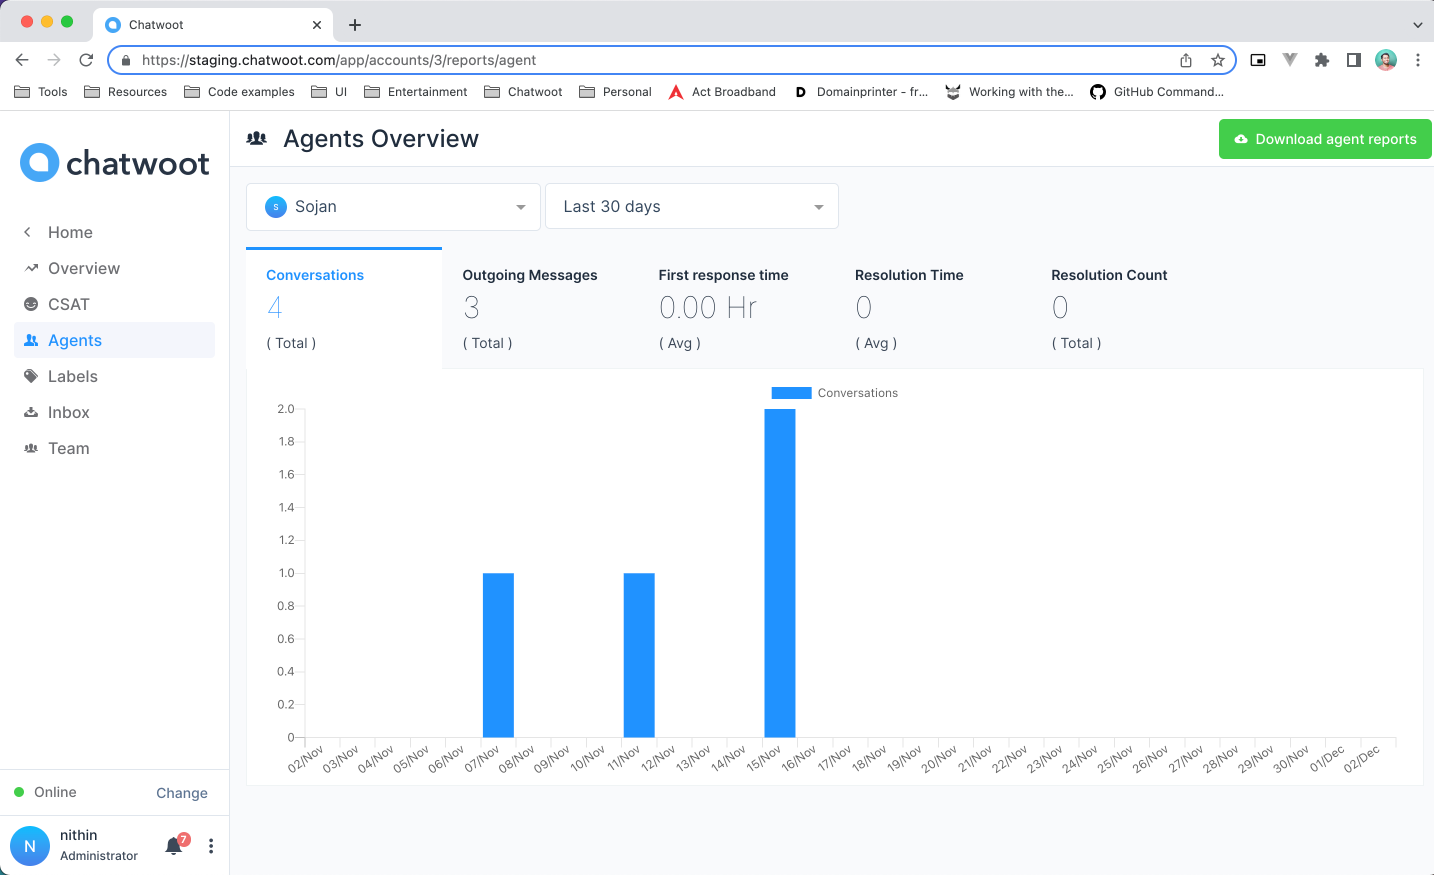 Chatwoot
https://staging.chatwoot.com/app/accounts/3/reports/agent
Tools Resources Code examples UI Entertainment Chatwoot Personal Act Broadband D Domainprinter - fr... Working with the... GitHub Command...
chatwoot
Home
Overview
CSAT
Agents
Labels
Inbox
Team
Online Change
N nithin
Administrator
7
Agents Overview
Download agent reports
S Sojan
Last 30 days
Conversations
4
( Total )
Outgoing Messages
3
( Total )
First response time
0.00 Hr
( Avg )
Resolution Time
0
( Avg )
Resolution Count
0
( Total )
Conversations
2.0
1.8
1.6
1.4
1.2
1.0
0.8
0.6
0.4
0.2
0
02/Nov 03/Nov 04/Nov 05/Nov 06/Nov 07/Nov 08/Nov 09/Nov 10/Nov 11/Nov 12/Nov 13/Nov 14/Nov 15/Nov 16/Nov 17/Nov 18/Nov 19/Nov 20/Nov 21/Nov 22/Nov 23/Nov 24/Nov 25/Nov 26/Nov 27/Nov 28/Nov 29/Nov 30/Nov 01/Dec 02/Dec